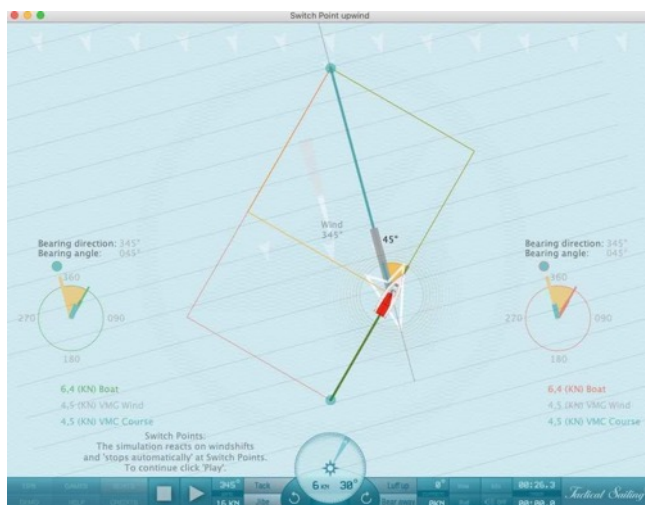 Switch Point upwind
Wind
345°
45°
Bearing direction: 345°
Bearing angle: 045°
360
270
090
180
6,4 (KN) Boat
4,5 (KN) VMG Wind
4,5 (KN) VMC Course
Bearing direction: 345°
Bearing angle: 045°
360
270
090
180
6,4 (KN) Boat
4,5 (KN) VMG Wind
4,5 (KN) VMC Course
Switch Points:
The simulation reacts on windshifts
and 'stops automatically' at Switch Points.
To continue click 'Play'.
345°
Tack
6 KN 30°
Luff up
0°
00:26.3
Tactical Sailing
16 KN
Jibe
Bear away
0KN
00:00.0